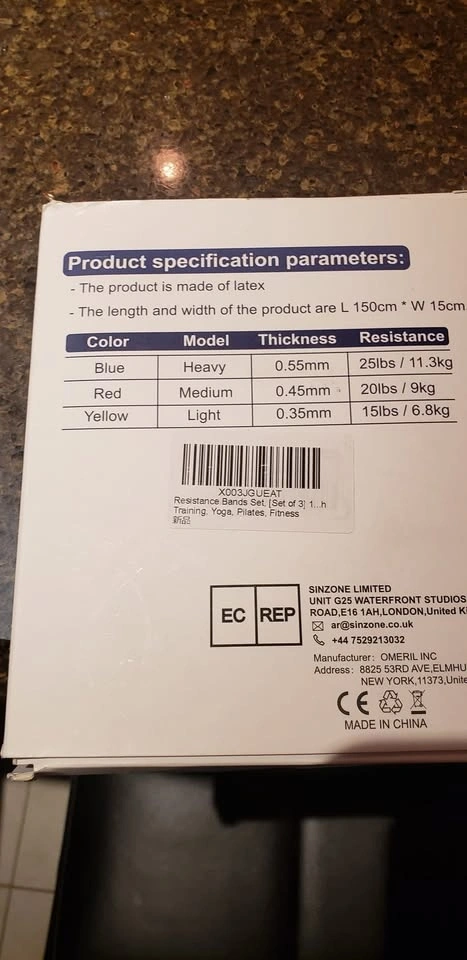 Product specification parameters:
- The product is made of latex
- The length and width of the product are L 150cm * W 15cm
Color Model Thickness Resistance
Blue Heavy 0.55mm 25lbs / 11.3kg
Red Medium 0.45mm 20lbs / 9kg
Yellow Light 0.35mm 15lbs / 6.8kg
X003JGUEAT
Resistance Bands Set, [Set of 3] 1...h
Training, Yoga, Pilates, Fitness
新品
EC REP
SINZONE LIMITED
UNIT G25 WATERFRONT STUDIOS
ROAD,E16 1AH,LONDON,United Ki
ar@sinzone.co.uk
+44 7529213032
Manufacturer: OMERIL INC
Address: 8825 53RD AVE,ELMHU
NEW YORK,11373,Unite
CE
MADE IN CHINA